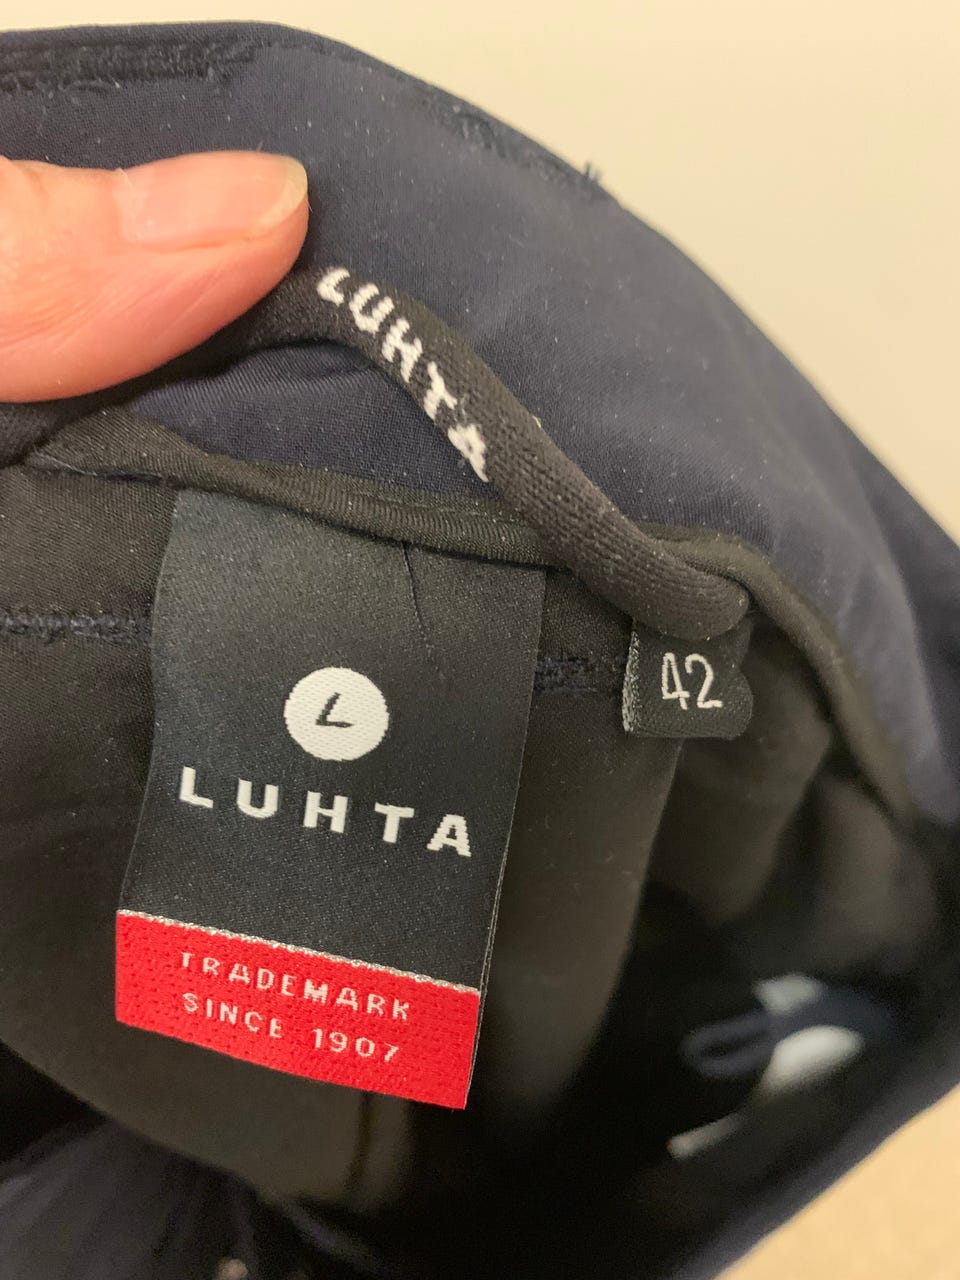 LUHTA
42
L
LUHTA
TRADEMARK
SINCE 1907